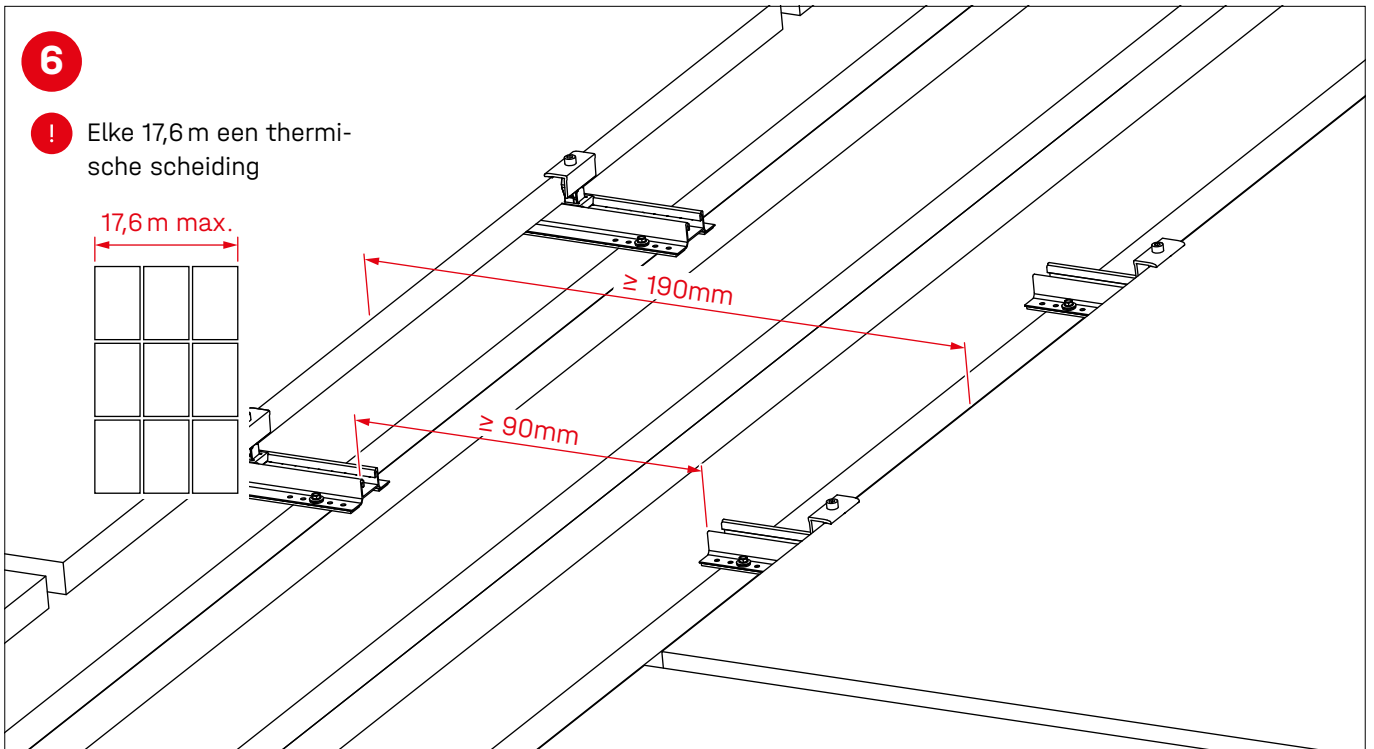 6
! Elke 17,6 m een thermi-
sche scheiding
17,6 m max.
≥ 190mm
≥ 90mm